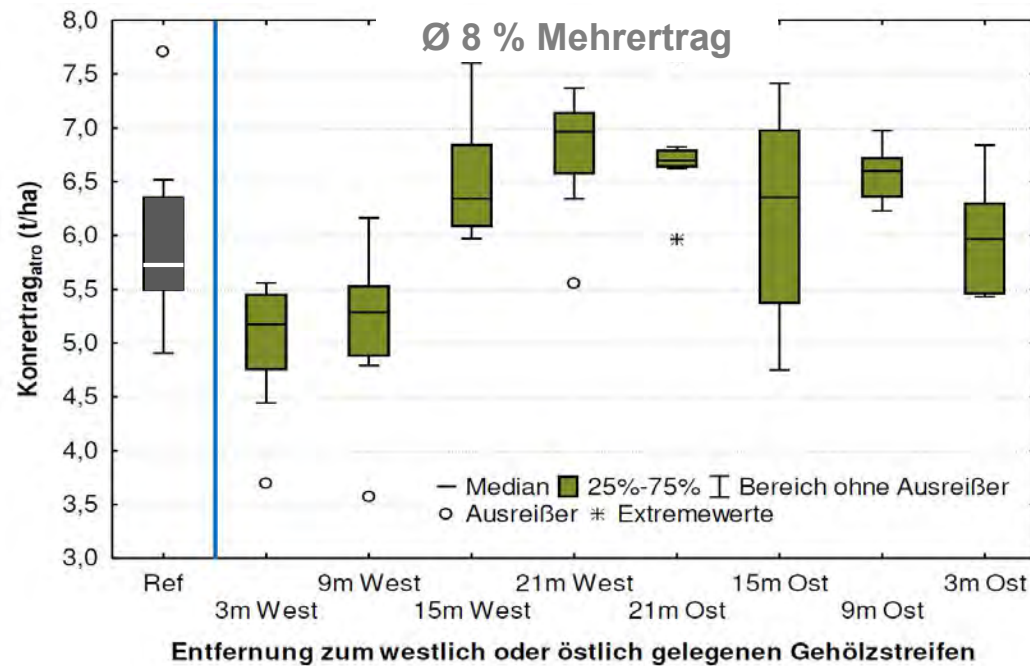 Ø 8 % Mehrertrag
8,0
7,5
7,0
6,5
6,0
5,5
5,0
4,5
4,0
3,5
3,0
Konrertrag atro (t/ha)
Median 25%-75% Bereich ohne Ausreißer
Ausreißer Extremewerte
Ref 9m West 21m West 15m Ost 3m Ost
3m West 15m West 21m Ost 9m Ost
Entfernung zum westlich oder östlich gelegenen Gehölzstreifen